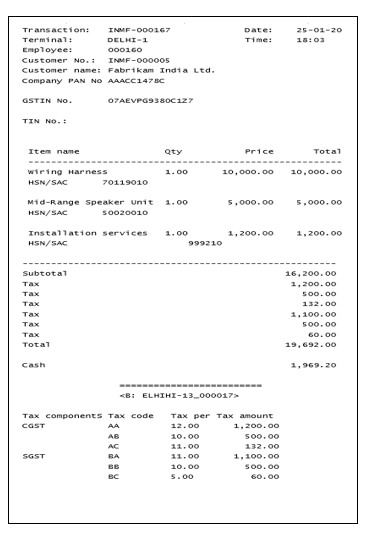 Transaction: INMF-000167 Date: 25-01-20
Terminal: DELHI-1 Time: 18:03
Employee: 000160
Customer No.: INMF-000005
Customer name: Fabrikam India Ltd.
Company PAN No AAACC1478C
GSTIN No. 07AEVPG9380C1Z7
TIN No.:
Item name Qty Price Total
-----------------------------------------------
Wiring Harness 1.00 10,000.00 10,000.00
HSN/SAC 70119010
Mid-Range Speaker Unit 1.00 5,000.00 5,000.00
HSN/SAC 50020010
Installation services 1.00 1,200.00 1,200.00
HSN/SAC 999210
-----------------------------------------------
Subtotal 16,200.00
Tax 1,200.00
Tax 500.00
Tax 132.00
Tax 1,100.00
Tax 500.00
Tax 60.00
Total 19,692.00
Cash 1,969.20
=========================
<B: ELHIHI-13_000017>
Tax components Tax code Tax per Tax amount
CGST AA 12.00 1,200.00
AB 10.00 500.00
AC 11.00 132.00
SGST BA 11.00 1,100.00
BB 10.00 500.00
BC 5.00 60.00